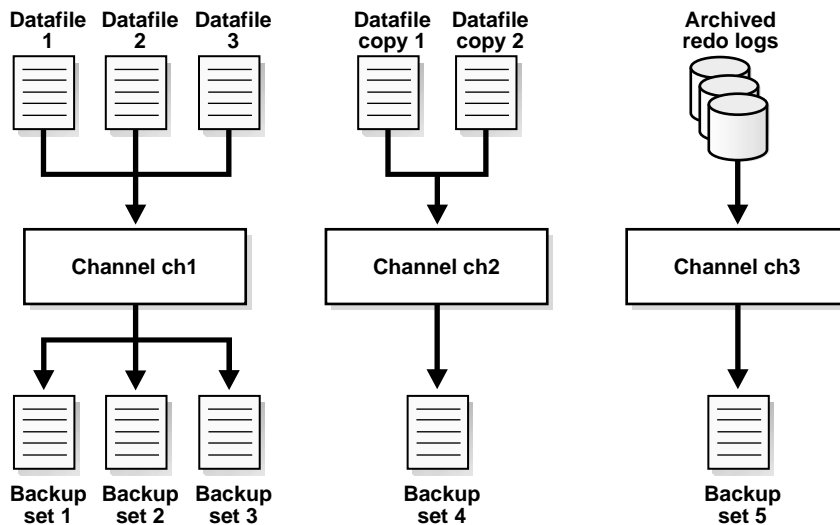 Datafile
1
Datafile
2
Datafile
3
Datafile
copy 1
Datafile
copy 2
Archived
redo logs
Channel ch1
Channel ch2
Channel ch3
Backup
set 1
Backup
set 2
Backup
set 3
Backup
set 4
Backup
set 5